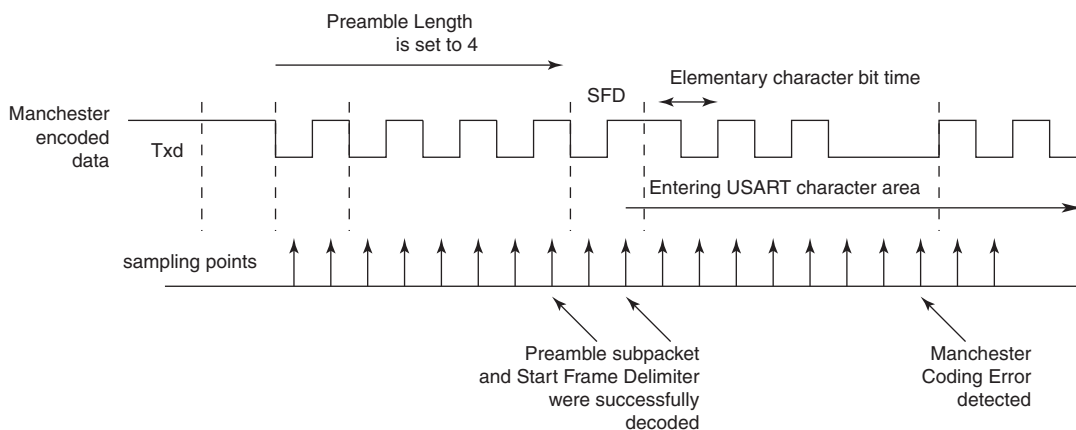 Preamble Length
is set to 4
Elementary character bit time
SFD
Manchester
encoded
data
Txd
Entering USART character area
sampling points
Preamble subpacket
and Start Frame Delimiter
were successfully
decoded
Manchester
Coding Error
detected